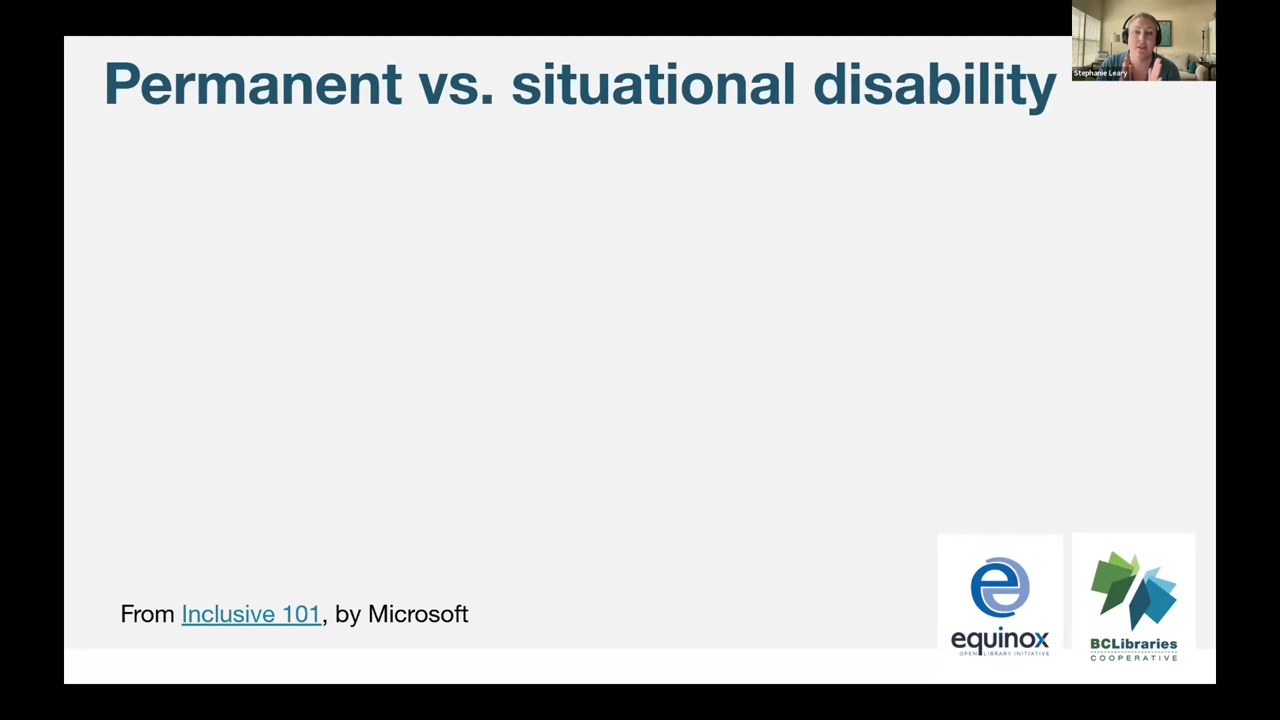 Permanent vs. situational disability
Stephanie Leary
From Inclusive 101, by Microsoft
equinox
OPEN LIBRARY INITIATIVE
BCLibraries
COOPERATIVE